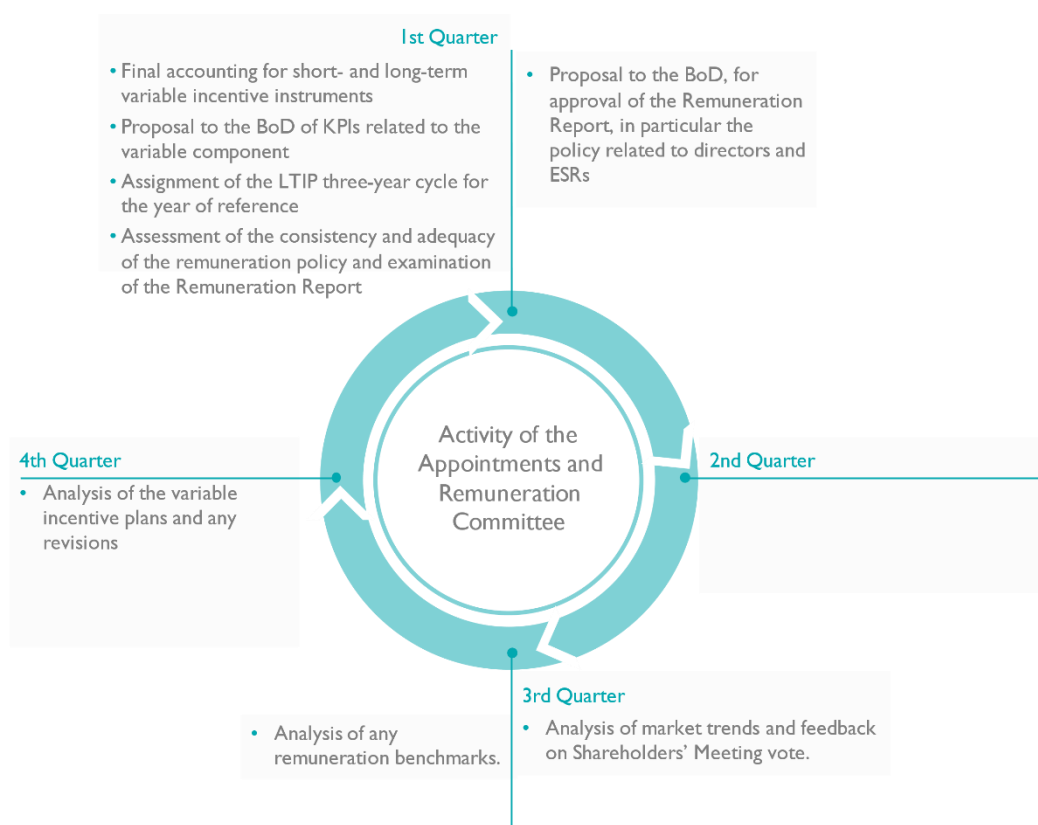 1st Quarter
• Final accounting for short- and long-term
variable incentive instruments
• Proposal to the BoD of KPIs related to the
variable component
• Assignment of the LTIP three-year cycle for
the year of reference
• Assessment of the consistency and adequacy
of the remuneration policy and examination
of the Remuneration Report
• Proposal to the BoD, for
approval of the Remuneration
Report, in particular the
policy related to directors and
ESRs
Activity of the
Appointments and
Remuneration
Committee
2nd Quarter
3rd Quarter
• Analysis of market trends and feedback
on Shareholders’ Meeting vote.
• Analysis of any
remuneration benchmarks.
4th Quarter
• Analysis of the variable
incentive plans and any
revisions